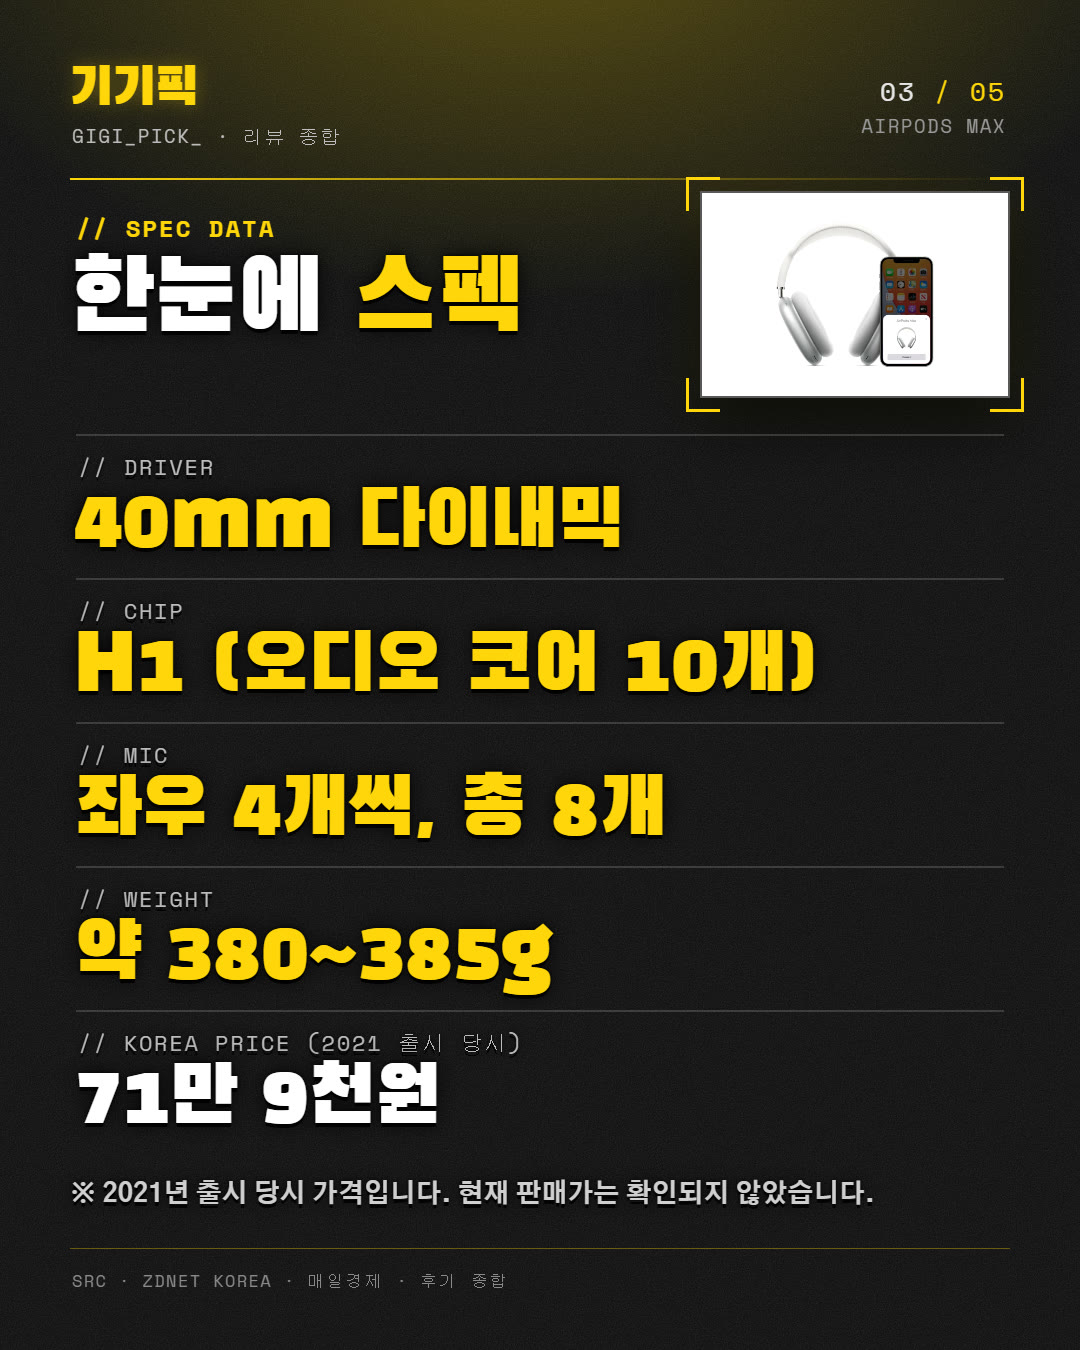 기기픽
GIGI_PICK_ · 리뷰 종합
03 / 05
AIRPODS MAX
// SPEC DATA
한눈에 스펙
// DRIVER
40mm 다이내믹
// CHIP
H1 (오디오 코어 10개)
// MIC
좌우 4개씩, 총 8개
// WEIGHT
약 380~385g
// KOREA PRICE (2021 출시 당시)
71만 9천원
※ 2021년 출시 당시 가격입니다. 현재 판매가는 확인되지 않았습니다.
SRC · ZDNET KOREA · 매일경제 · 후기 종합